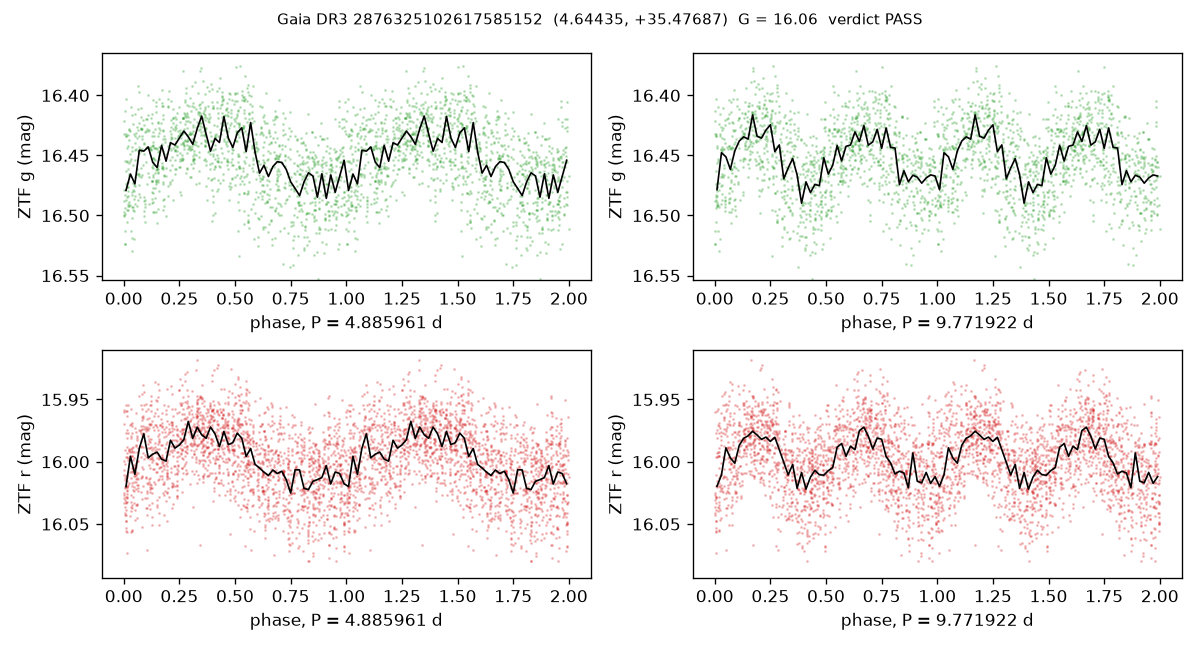 Gaia DR3 2876325102617585152  (4.64435, +35.47687)  G = 16.06  verdict PASS
ZTF g (mag)
16.40
16.45
16.50
16.55
0.00 0.25 0.50 0.75 1.00 1.25 1.50 1.75 2.00
phase, P = 4.885961 d
ZTF g (mag)
16.40
16.45
16.50
16.55
0.00 0.25 0.50 0.75 1.00 1.25 1.50 1.75 2.00
phase, P = 9.771922 d
ZTF r (mag)
15.95
16.00
16.05
0.00 0.25 0.50 0.75 1.00 1.25 1.50 1.75 2.00
phase, P = 4.885961 d
ZTF r (mag)
15.95
16.00
16.05
0.00 0.25 0.50 0.75 1.00 1.25 1.50 1.75 2.00
phase, P = 9.771922 d